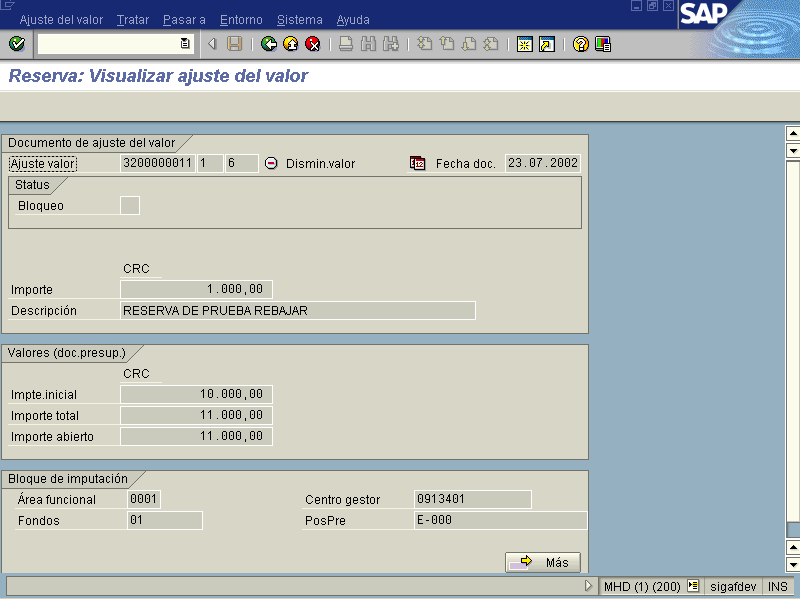 Ajuste del valor Tratar Pasar a Entorno Sistema Ayuda
SAP
Reserva: Visualizar ajuste del valor
Documento de ajuste del valor
Ajuste valor 3200000011 1 6 Dismin.valor Fecha doc. 23.07.2002
Status
Bloqueo
CRC
Importe 1.000,00
Descripción RESERVA DE PRUEBA REBAJAR
Valores (doc.presup.)
CRC
Impte.inicial 10.000,00
Importe total 11.000,00
Importe abierto 11.000,00
Bloque de imputación
Área funcional 0001 Centro gestor 0913401
Fondos 01 PosPre E-000
Más
MHD (1) (200) sigafdev INS